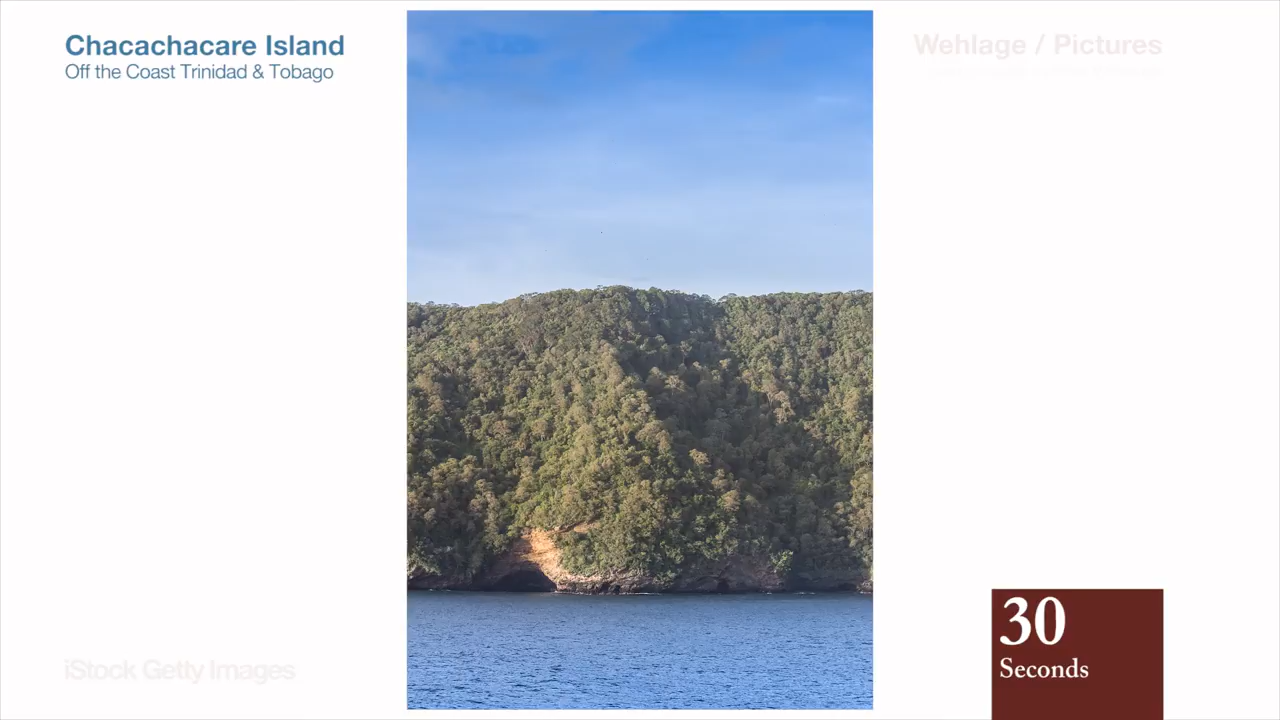 Chacachacare Island
Off the Coast Trinidad & Tobago
Wehlage / Pictures
iStock Getty Images
30
Seconds